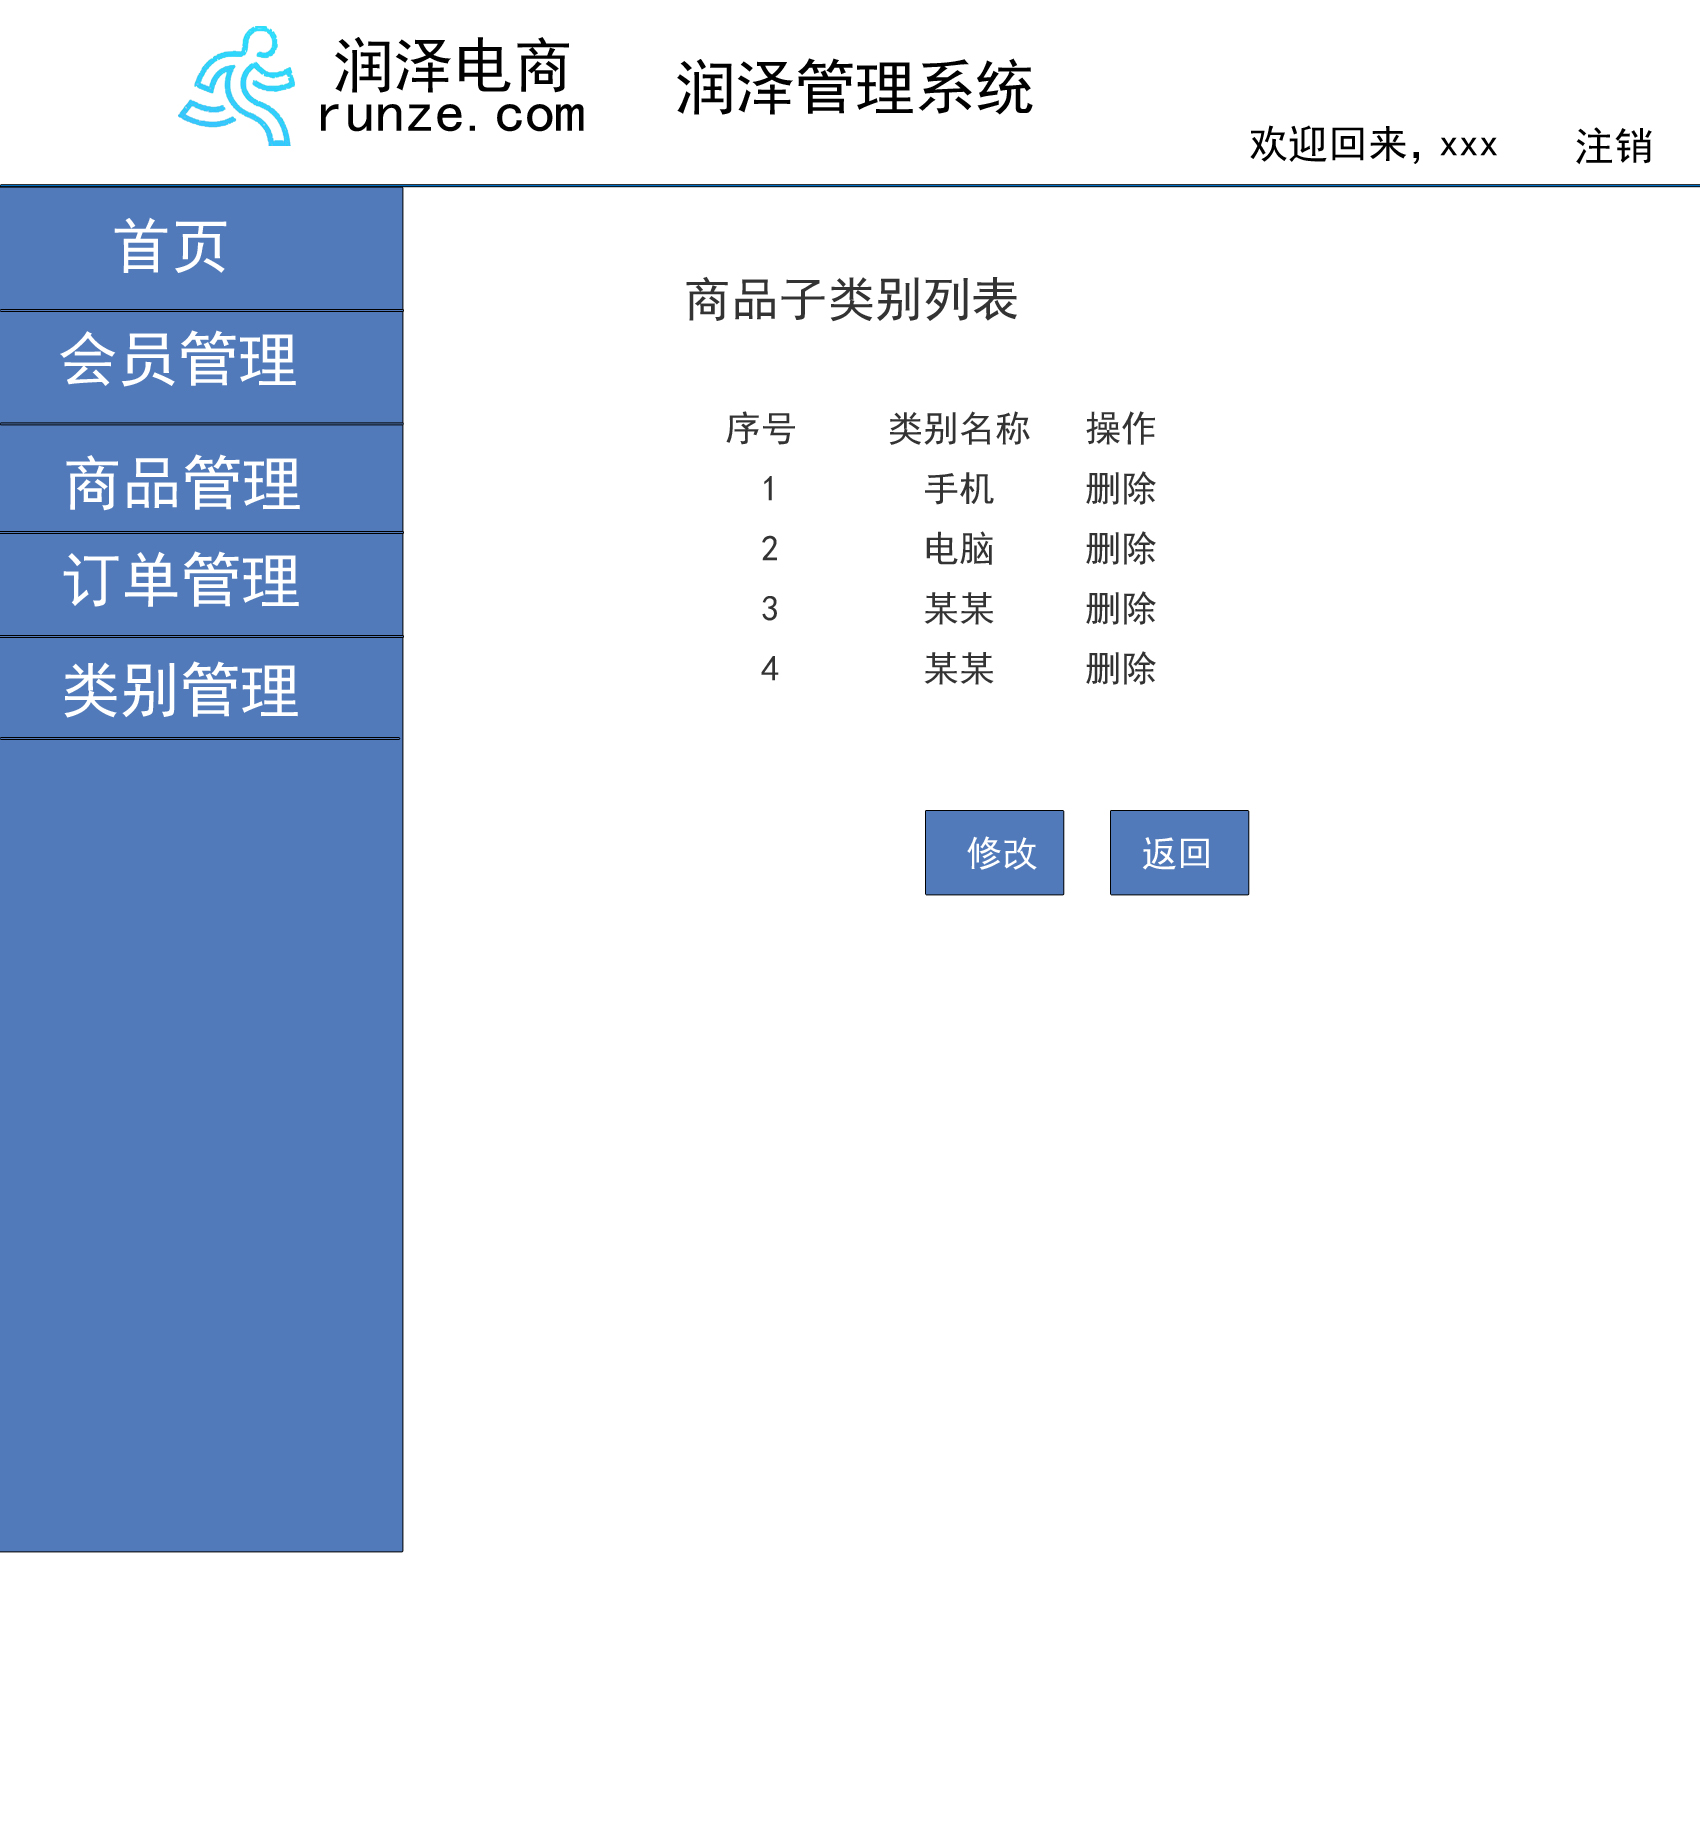 润泽电商
runze.com
润泽管理系统
欢迎回来，xxx 注销
首页
会员管理
商品管理
订单管理
类别管理
商品子类别列表
序号 类别名称 操作
1 手机 删除
2 电脑 删除
3 某某 删除
4 某某 删除
修改 返回